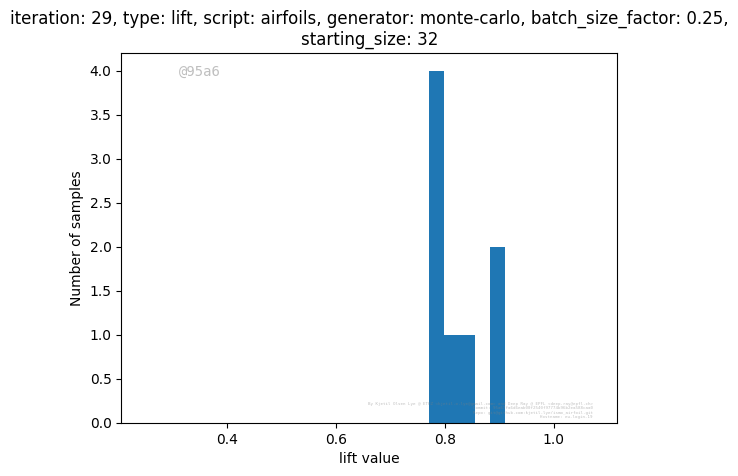 iteration: 29, type: lift, script: airfoils, generator: monte-carlo, batch_size_factor: 0.25,
starting_size: 32
@95a6
4.0
3.5
3.0
2.5
2.0
1.5
1.0
0.5
0.0
Number of samples
0.4
0.6
0.8
1.0
lift value